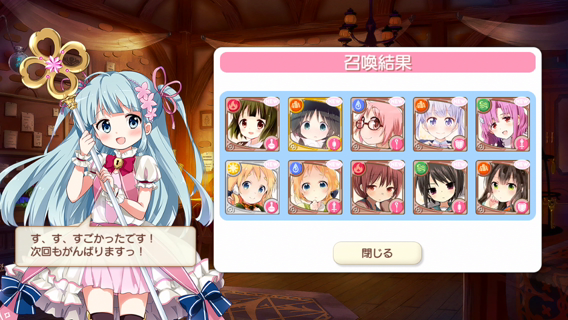 召喚結果
す、す、すごかったです！
次回もがんばりますっ！
閉じる